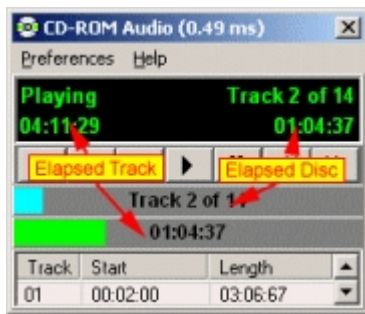 CD-ROM Audio (0.49 ms)
Preferences Help
Playing Track 2 of 14
04:11:29 01:04:37
Elapsed Track Elapsed Disc
Track 2 of 14
01:04:37
Track Start Length
01 00:02:00 03:06:67